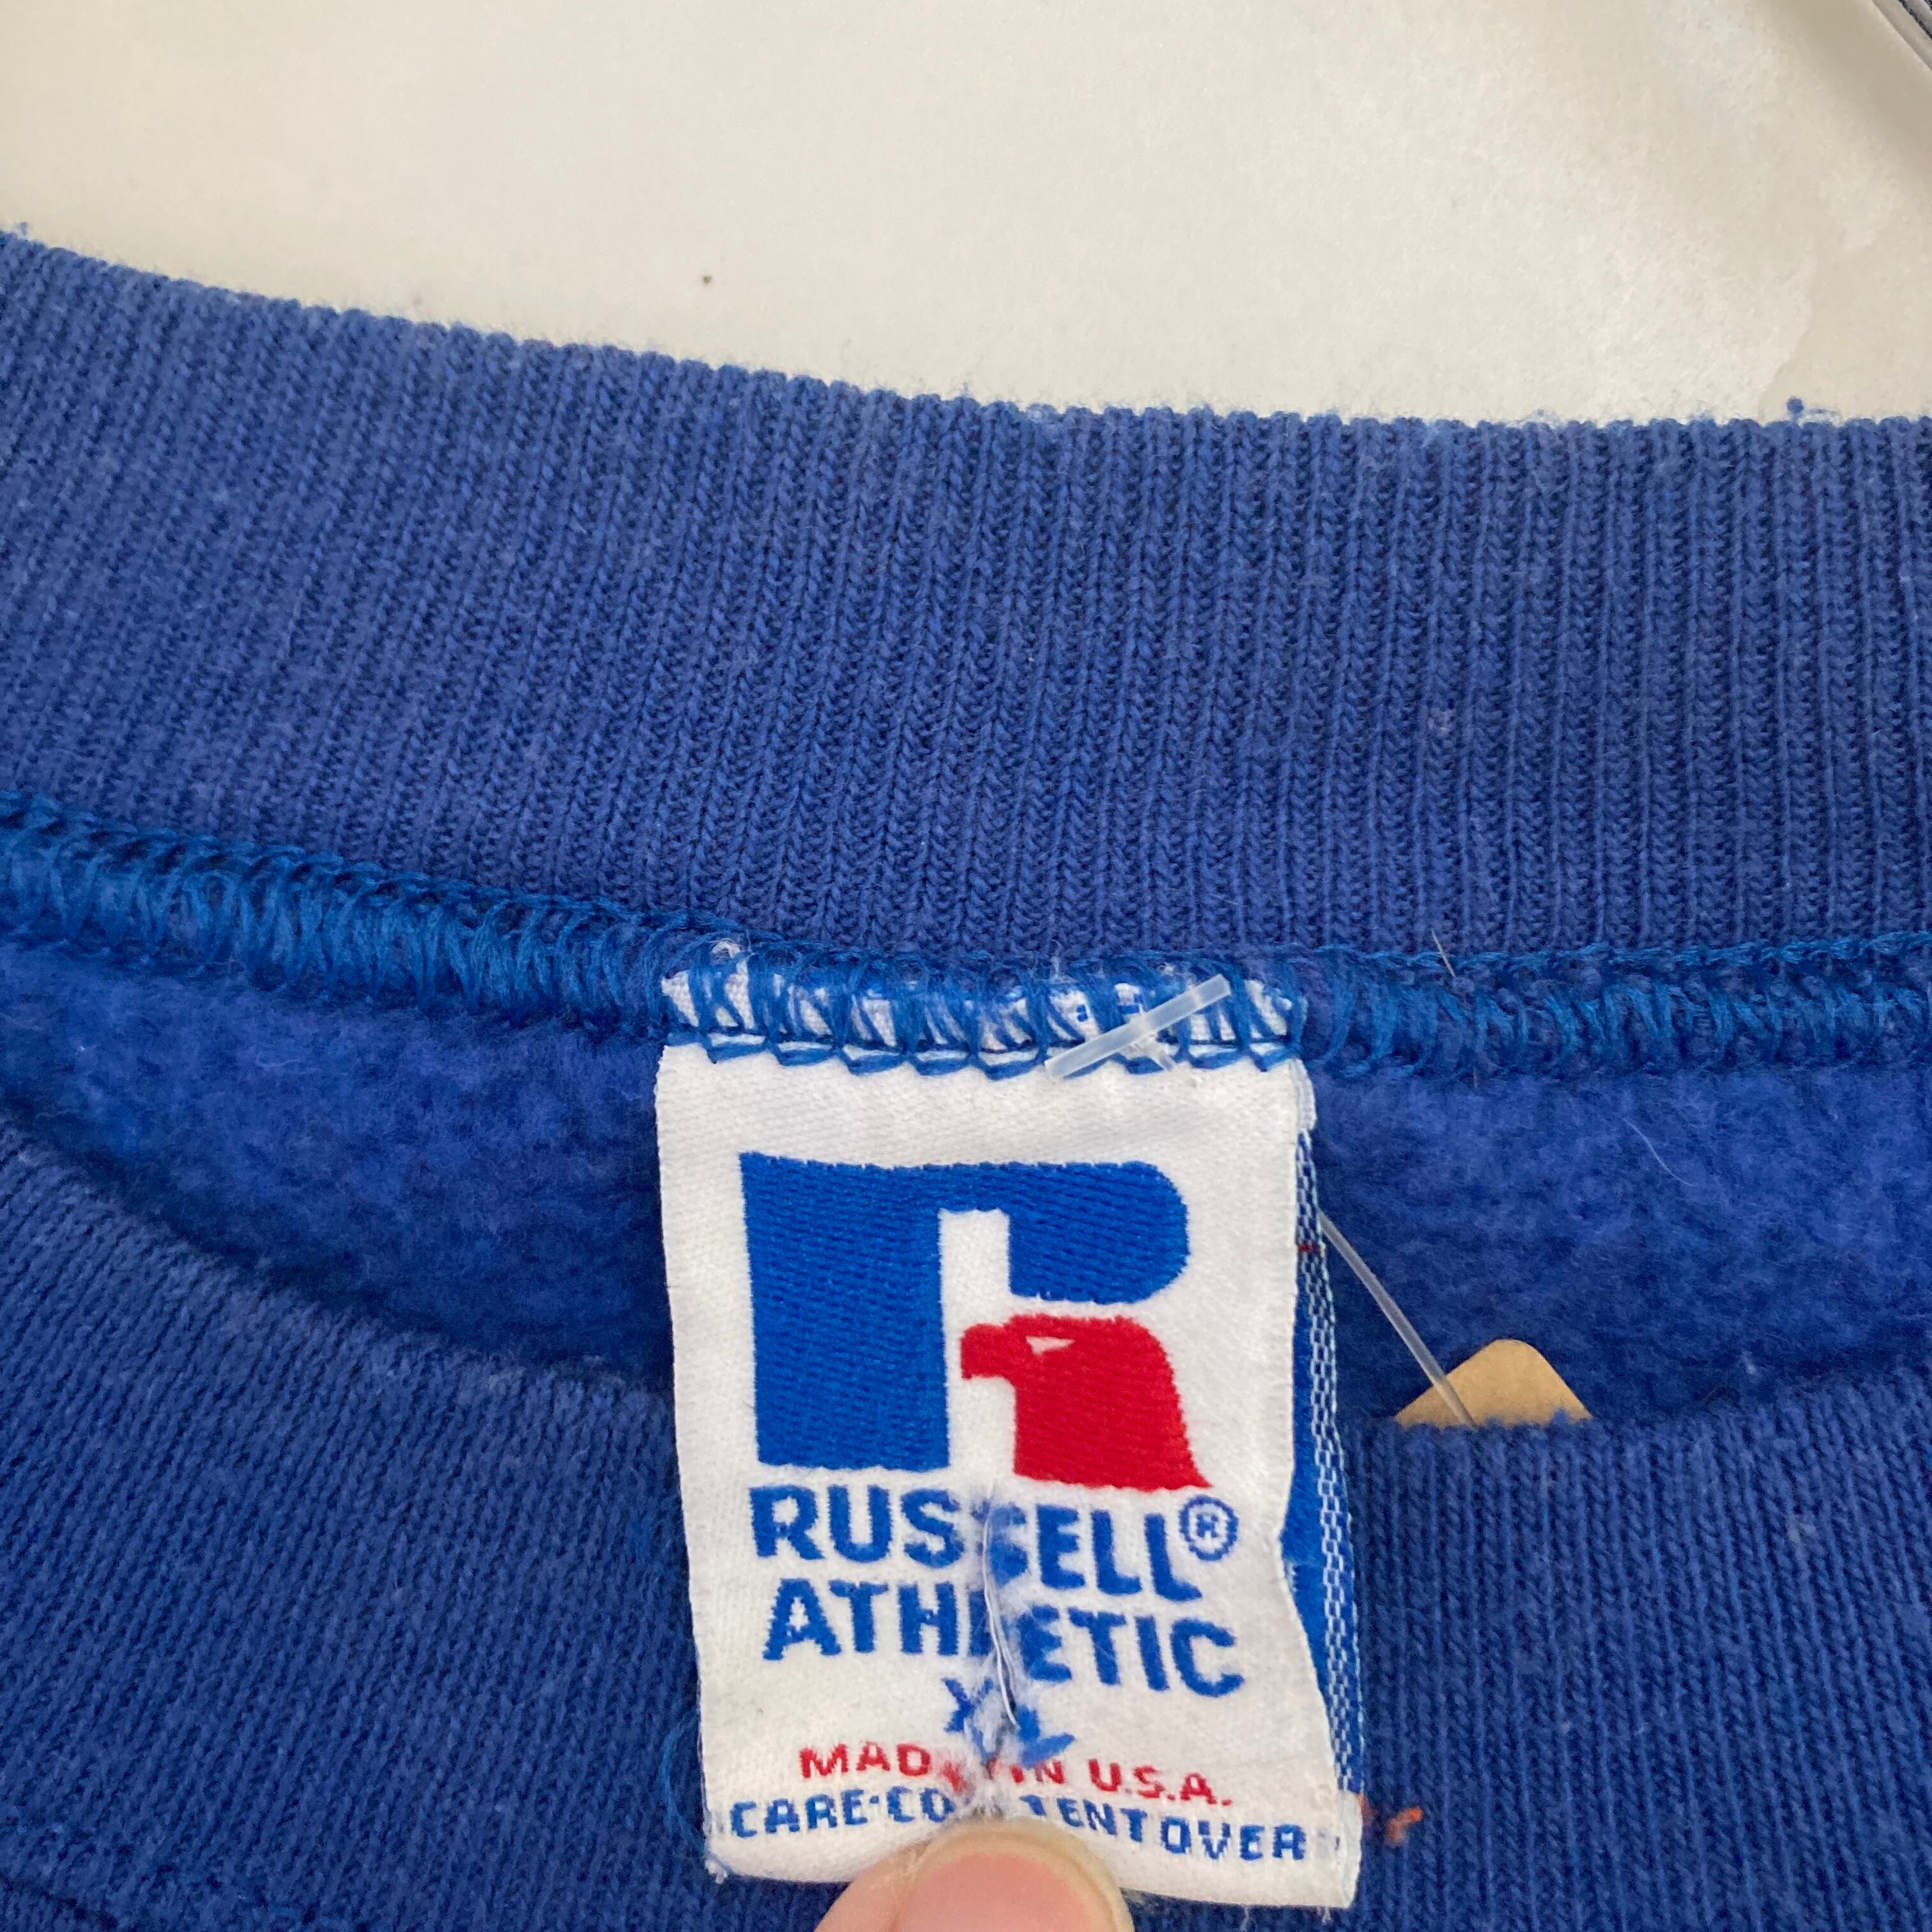 RUSSELL®
ATHLETIC
XL
MADE IN U.S.A.
CARE·CONTENT OVER